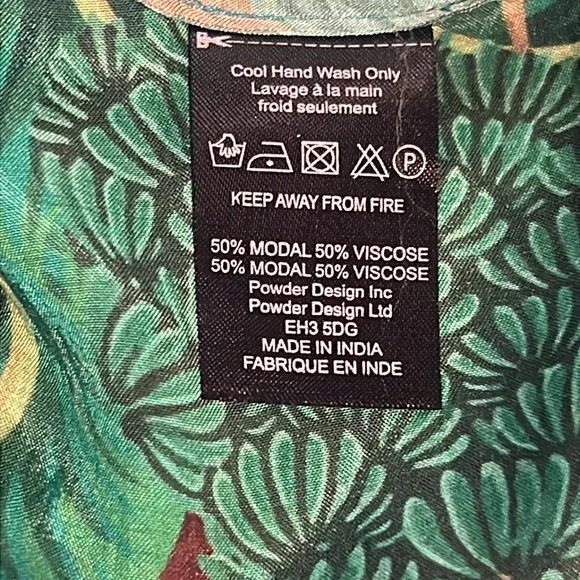 Cool Hand Wash Only
Lavage à la main
froid seulement
P
KEEP AWAY FROM FIRE
50% MODAL 50% VISCOSE
50% MODAL 50% VISCOSE
Powder Design Inc
Powder Design Ltd
EH3 5DG
MADE IN INDIA
FABRIQUE EN INDE